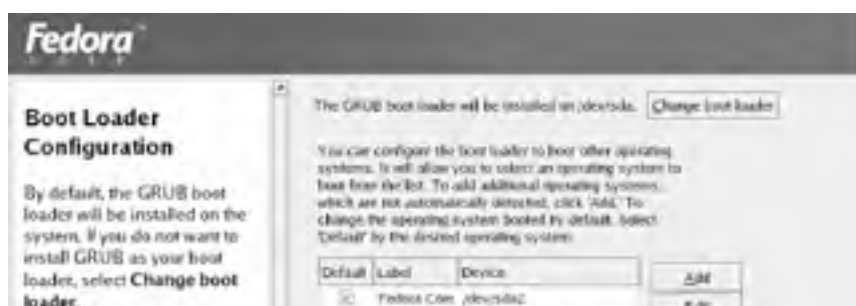 Fedora
CORE
Boot Loader
Configuration
By default, the GRUB boot
loader will be installed on the
system. If you do not want to
install GRUB as your boot
loader, select Change boot
loader.
The GRUB boot loader will be installed on /dev/sda. Change boot loader
You can configure the boot loader to boot other operating
systems. It will allow you to select an operating system to
boot from the list. To add additional operating systems,
which are not automatically detected, click 'Add.' To
change the operating system booted by default, select
'Default' by the desired operating system.
Default Label Device
Add
Fedora Core /dev/sda2
Edit